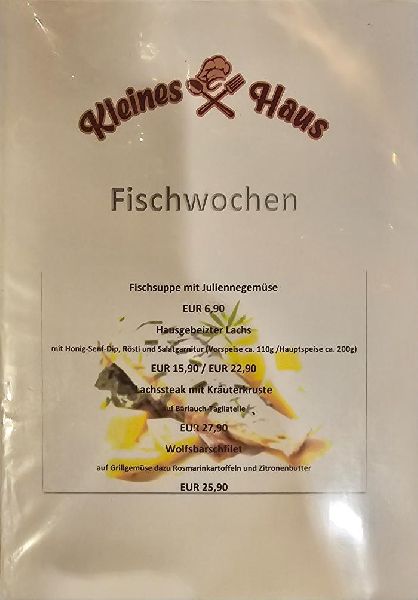 Kleines Haus
Fischwochen
Fischsuppe mit Juliennegemüse
EUR 6,90
Hausgebeizter Lachs
mit Honig-Senf-Dip, Rösti und Salatgarnitur (Vorspeise ca. 110g /Hauptspeise ca. 200g)
EUR 15,90 / EUR 22,90
Lachssteak mit Kräuterkruste
auf Bärlauch-Tagliatelle
EUR 27,90
Wolfsbarschfilet
auf Grillgemüse dazu Rosmarinkartoffeln und Zitronenbutter
EUR 25,90